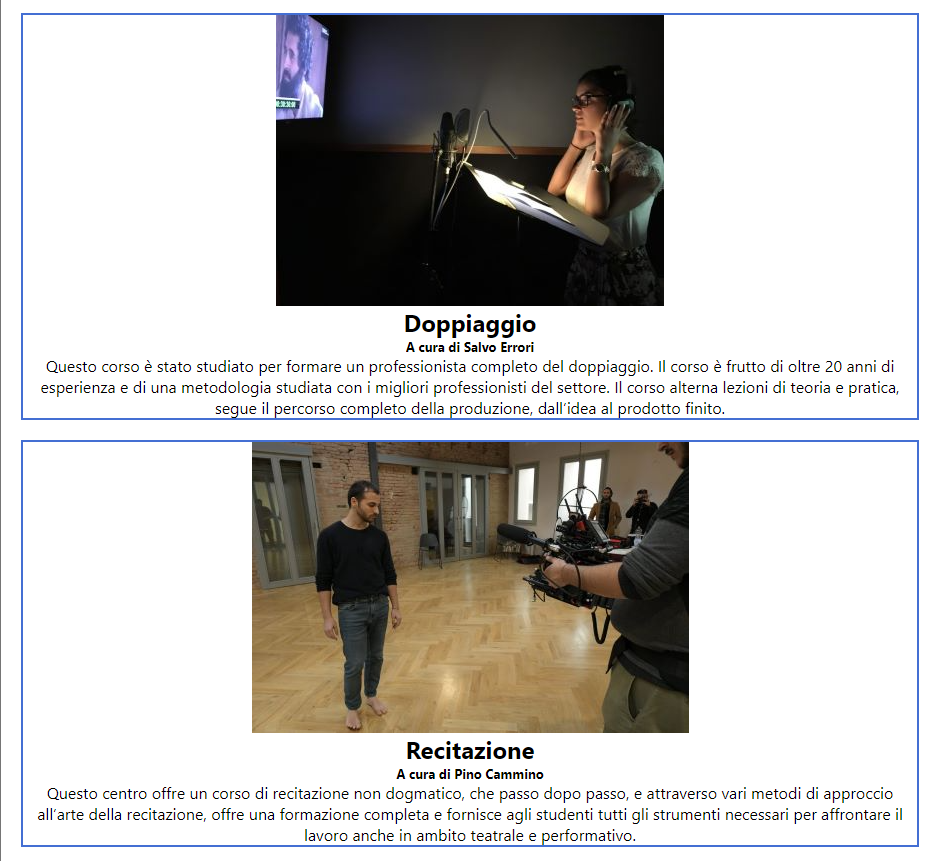 Doppiaggio
A cura di Salvo Errori
Questo corso è stato studiato per formare un professionista completo del doppiaggio. Il corso è frutto di oltre 20 anni di
esperienza e di una metodologia studiata con i migliori professionisti del settore. Il corso alterna lezioni di teoria e pratica,
segue il percorso completo della produzione, dall’idea al prodotto finito.
Recitazione
A cura di Pino Cammino
Questo centro offre un corso di recitazione non dogmatico, che passo dopo passo, e attraverso vari metodi di approccio
all’arte della recitazione, offre una formazione completa e fornisce agli studenti tutti gli strumenti necessari per affrontare il
lavoro anche in ambito teatrale e performativo.